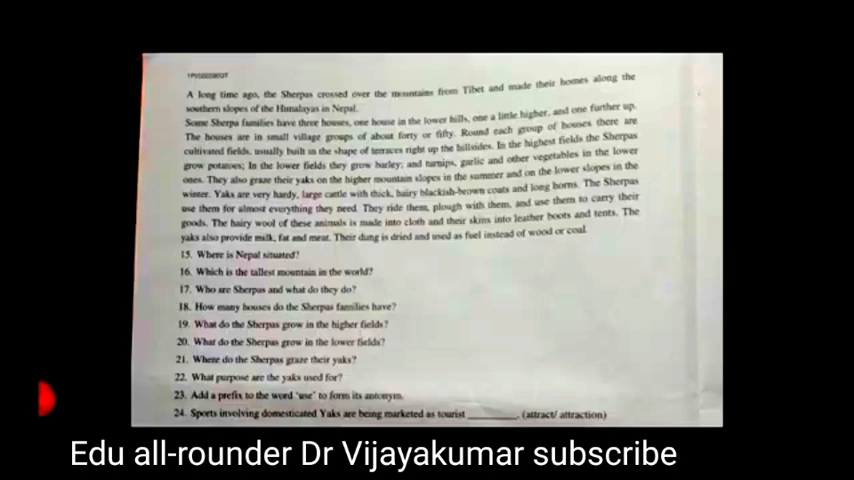 A long time ago, the Sherpas crossed over the mountains from Tibet and made their homes along the
southern slopes of the Himalayas in Nepal.
Some Sherpa families have three houses, one house in the lower hills, one a little higher, and one further up.
The houses are in small village groups of about forty or fifty. Round each group of houses there are
cultivated fields, usually built in the shape of terraces right up the hillsides. In the highest fields the Sherpas
grow potatoes; In the lower fields they grow barley; and turnips, garlic and other vegetables in the lower
ones. They also graze their yaks on the higher mountain slopes in the summer and on the lower slopes in the
winter. Yaks are very hardy, large cattle with thick, hairy blackish-brown coats and long horns. The Sherpas
use them for almost everything they need. They ride them, plough with them, and use them to carry their
goods. The hairy wool of these animals is made into cloth and their skins into leather boots and tents. The
yaks also provide milk, fat and meat. Their dung is dried and used as fuel instead of wood or coal.
15. Where is Nepal situated?
16. Which is the tallest mountain in the world?
17. Who are Sherpas and what do they do?
18. How many houses do the Sherpas families have?
19. What do the Sherpas grow in the higher fields?
20. What do the Sherpas grow in the lower fields?
21. Where do the Sherpas graze their yaks?
22. What purpose are the yaks used for?
23. Add a prefix to the word 'use' to form its antonym.
24. Sports involving domesticated Yaks are being marketed as tourist ________. (attract/ attraction)
Edu all-rounder Dr Vijayakumar subscribe